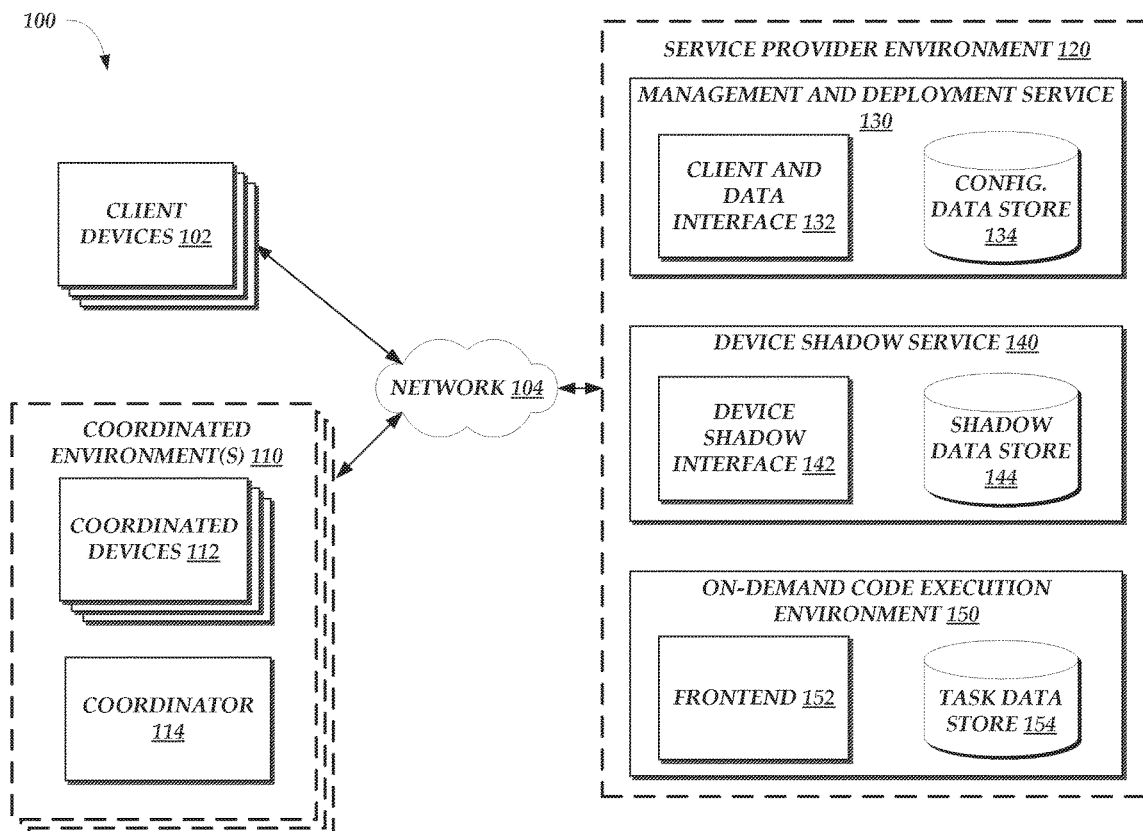 100
CLIENT
DEVICES 102
NETWORK 104
COORDINATED
ENVIRONMENT(S) 110
COORDINATED
DEVICES 112
COORDINATOR
114
SERVICE PROVIDER ENVIRONMENT 120
MANAGEMENT AND DEPLOYMENT SERVICE
130
CLIENT AND
DATA
INTERFACE 132
CONFIG.
DATA STORE
134
DEVICE SHADOW SERVICE 140
DEVICE
SHADOW
INTERFACE 142
SHADOW
DATA STORE
144
ON-DEMAND CODE EXECUTION
ENVIRONMENT 150
FRONTEND 152
TASK DATA
STORE 154